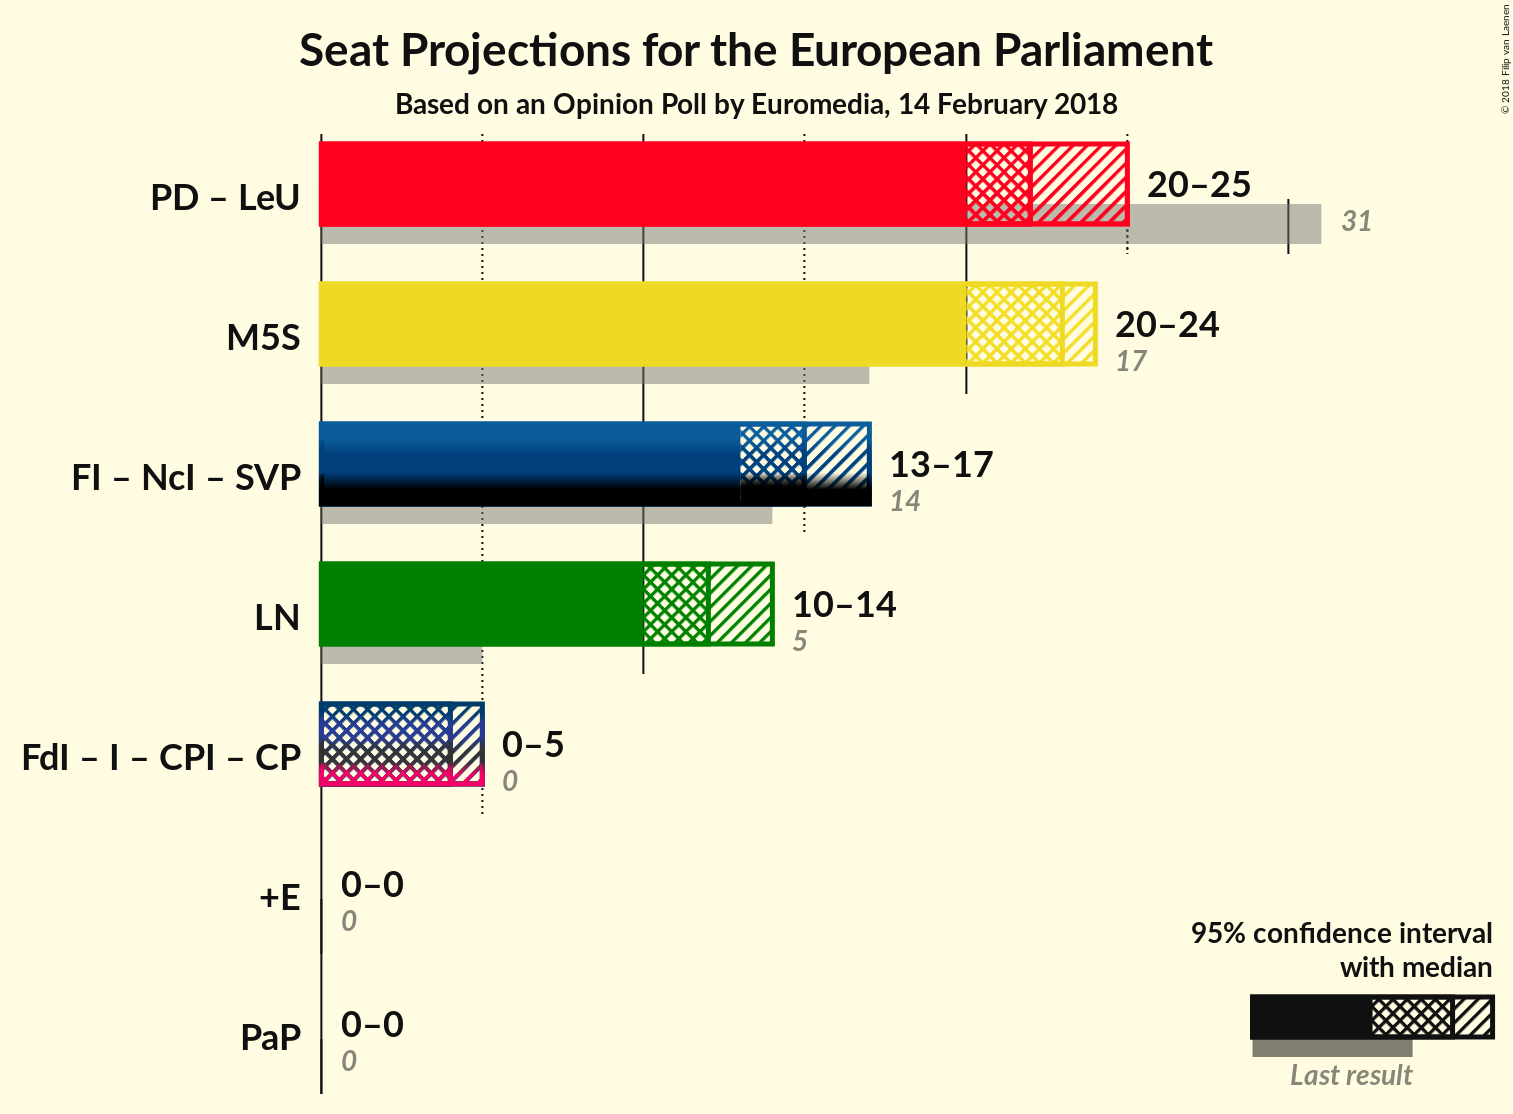 Seat Projections for the European Parliament
Based on an Opinion Poll by Euromedia, 14 February 2018
© 2018 Filip van Laenen
PD – LeU
20–25
31
M5S
20–24
17
FI – NcI – SVP
13–17
14
LN
10–14
5
FdI – I – CPI – CP
0–5
0
+E
0–0
0
PaP
0–0
0
95% confidence interval
with median
Last result